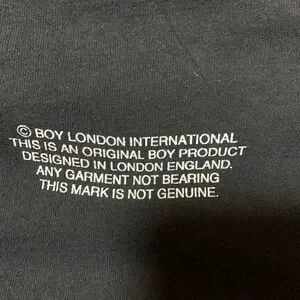 © BOY LONDON INTERNATIONAL
THIS IS AN ORIGINAL BOY PRODUCT
DESIGNED IN LONDON ENGLAND.
ANY GARMENT NOT BEARING
THIS MARK IS NOT GENUINE.